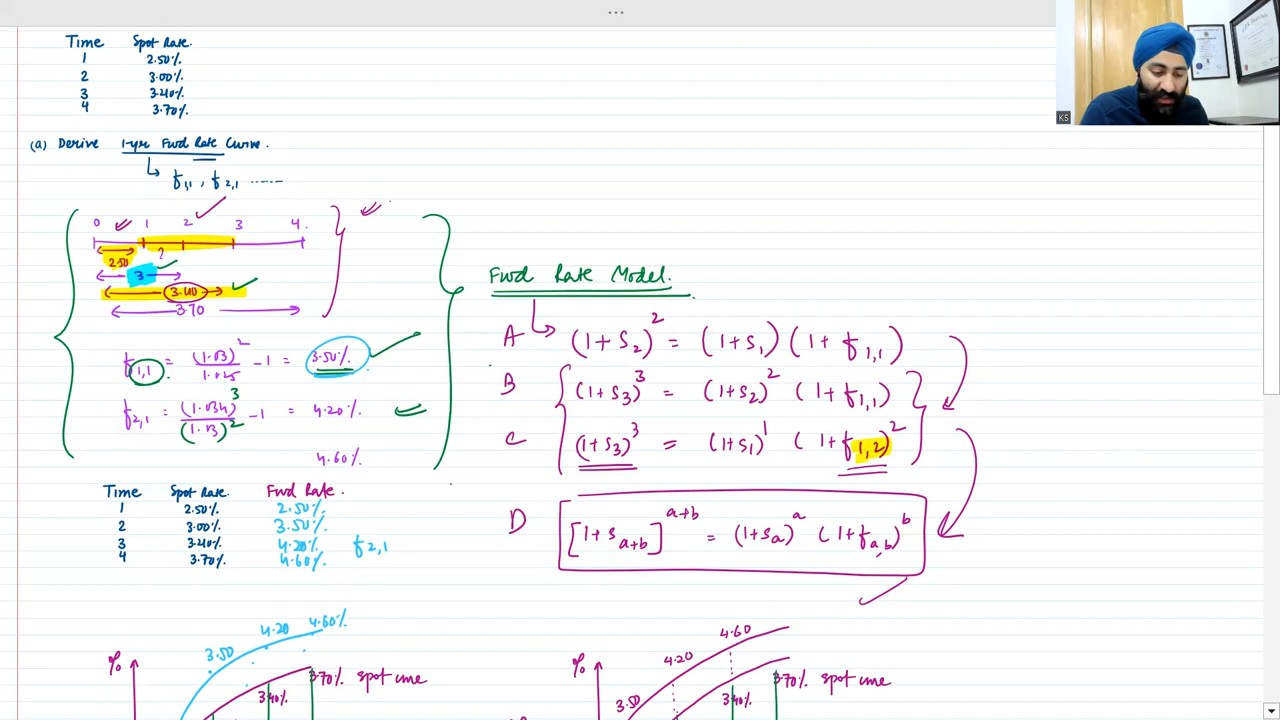 Time Spot Rate
1 2.50%
2 3.00%
3 3.40%
4 3.70%
(a) Derive 1-yr Fwd Rate Curve.
f1,1 , f2,1 ......
0 1 2 3 4
2
2.50
3
3.40
3.70
f1,1 = (1.03)^2 / 1.025 - 1 = 3.50%
f2,1 = (1.034)^3 / (1.03)^2 - 1 = 4.20%
4.60%
Time Spot Rate Fwd Rate
1 2.50% 2.50%
2 3.00% 3.50%
3 3.40% 4.20% f2,1
4 3.70% 4.60%
% 3.50 4.20 4.60%
3.40% 3.70% spot curve
KS
Fwd Rate Model.
A (1+S2)^2 = (1+S1) (1+f1,1)
B (1+S3)^3 = (1+S2)^2 (1+f1,1)
C (1+S3)^3 = (1+S1)^1 (1+f1,2)^2
D [1+Sa+b]^a+b = (1+Sa)^a (1+fa,b)^b
% 3.50 4.20 4.60
3.40% 3.70% spot curve